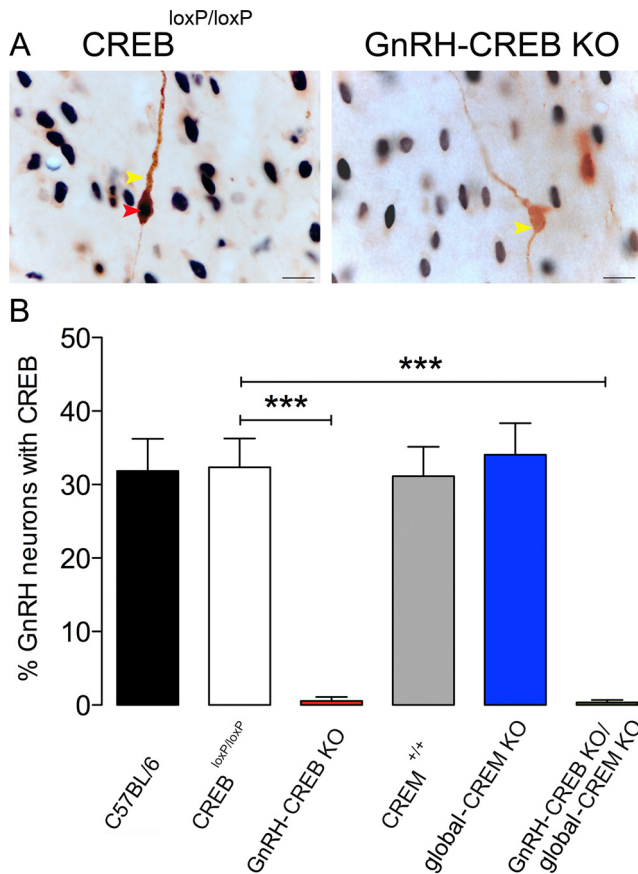 A
CREB loxP/loxP
GnRH-CREB KO
B
% GnRH neurons with CREB
50
40
30
20
10
0
***
***
C57BL/6
CREB loxP/loxP
GnRH-CREB KO
CREM +/+
global-CREM KO
GnRH-CREB KO/
global-CREM KO